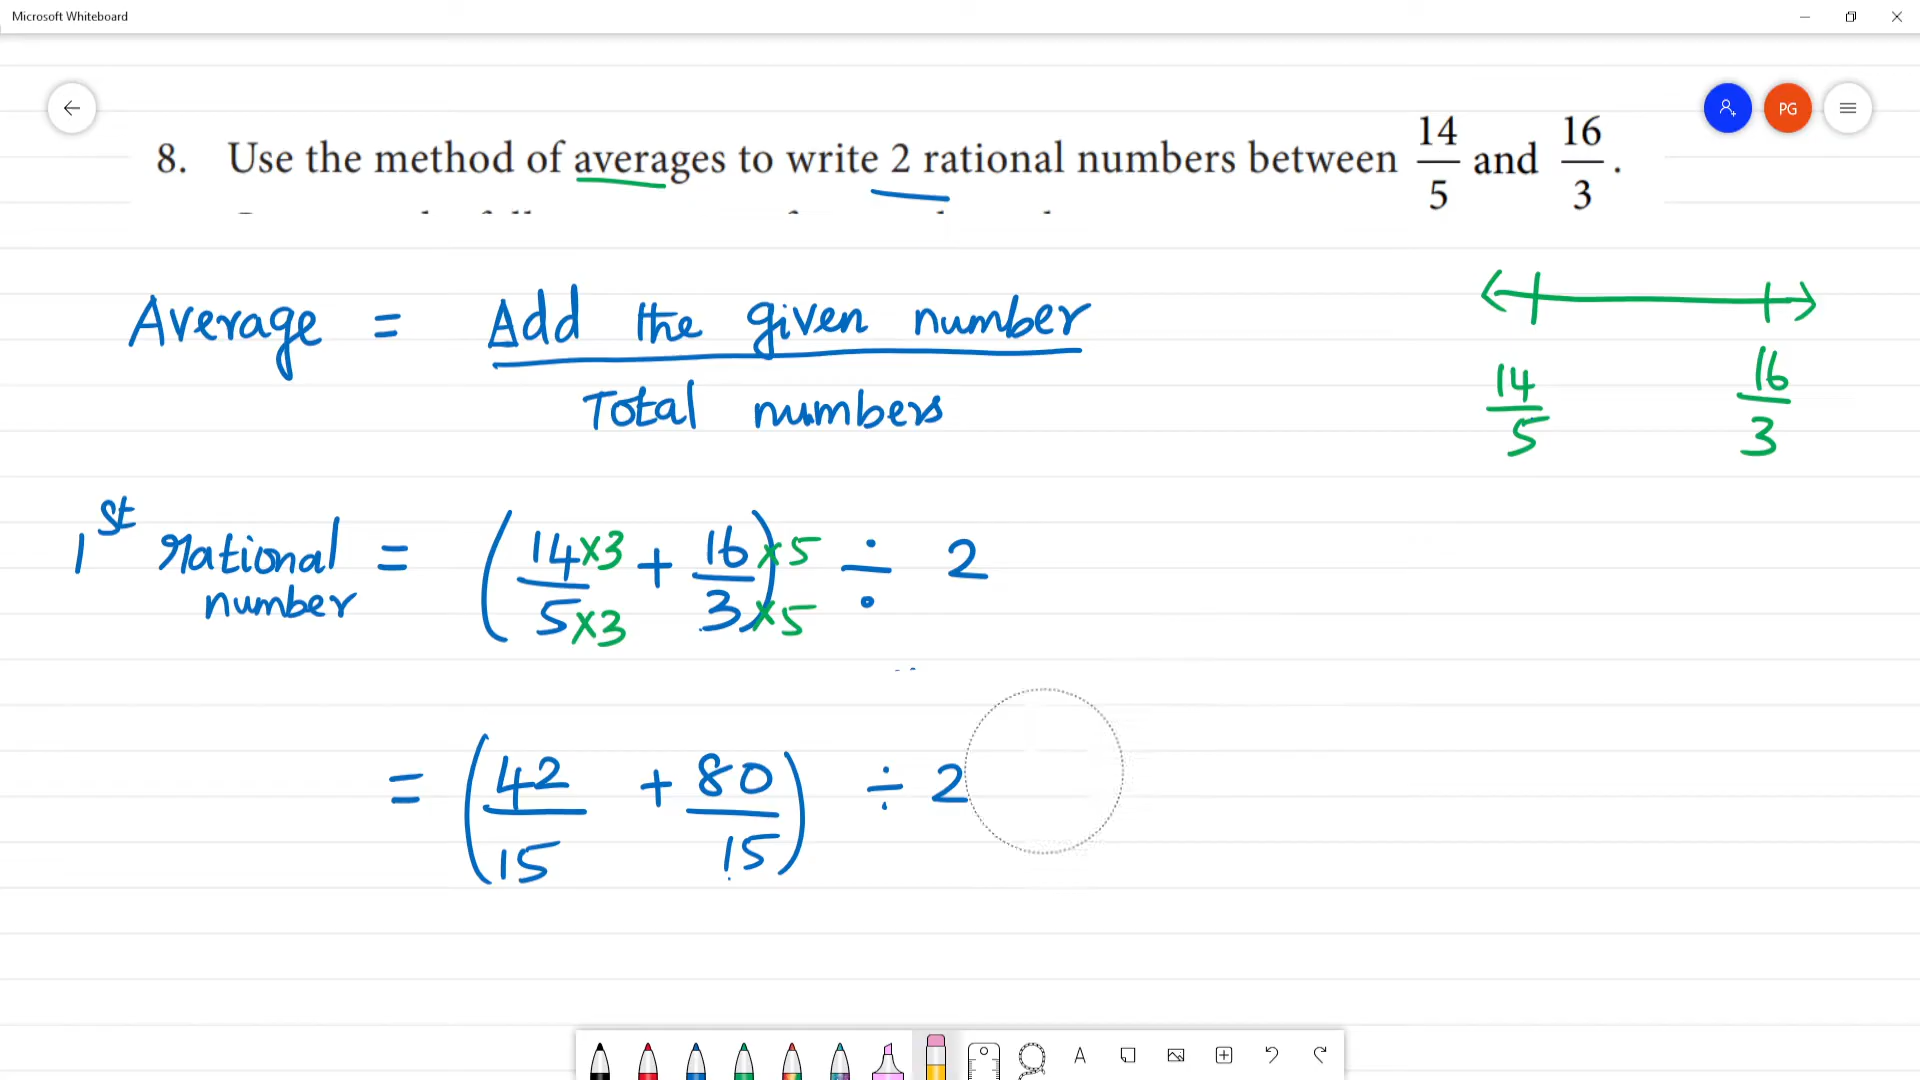 Microsoft Whiteboard
PG
8. Use the method of averages to write 2 rational numbers between 14/5 and 16/3.
Average = Add the given number / Total numbers
14/5 16/3
1st rational number = (14×3/5×3 + 16×5/3×5) ÷ 2
= (42/15 + 80/15) ÷ 2
A